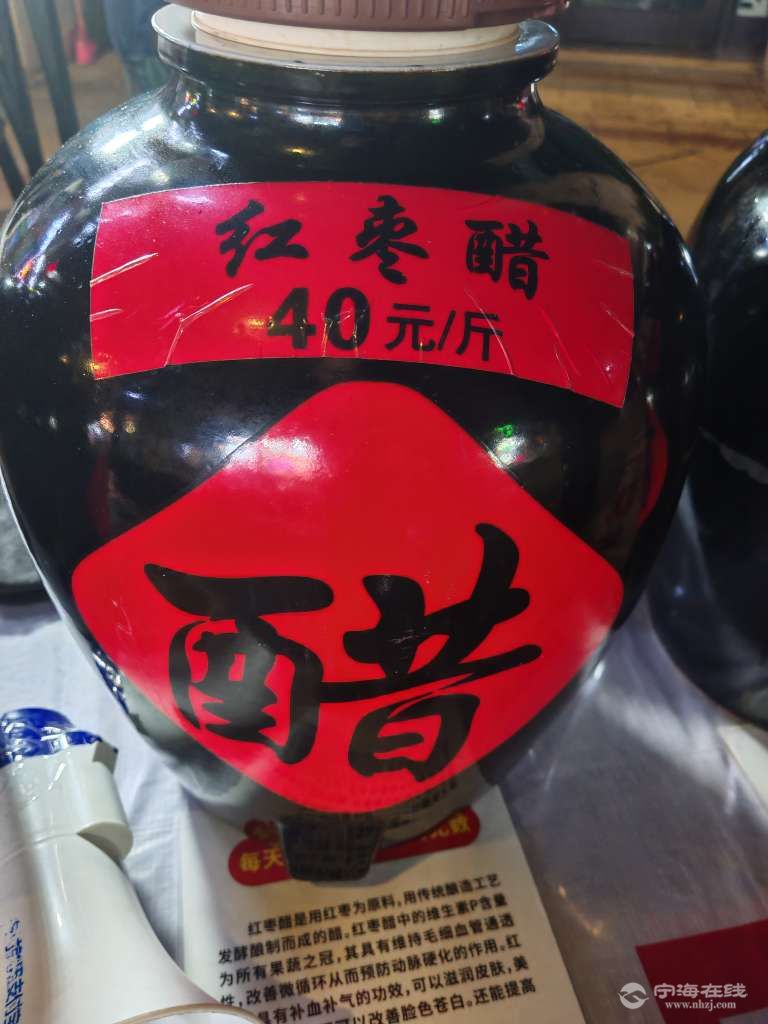 红枣醋
40元/斤
醋
每天
红枣醋是用红枣为原料，用传统酿造工艺
发酵酿制而成的醋。红枣醋中的维生素P含量
为所有果蔬之冠，其具有维持毛细血管通透
性，改善微循环从而预防动脉硬化的作用。红
具有补血补气的功效，可以滋润皮肤，美
可以改善脸色苍白。还能提高
宁海在线
www.nhzj.com